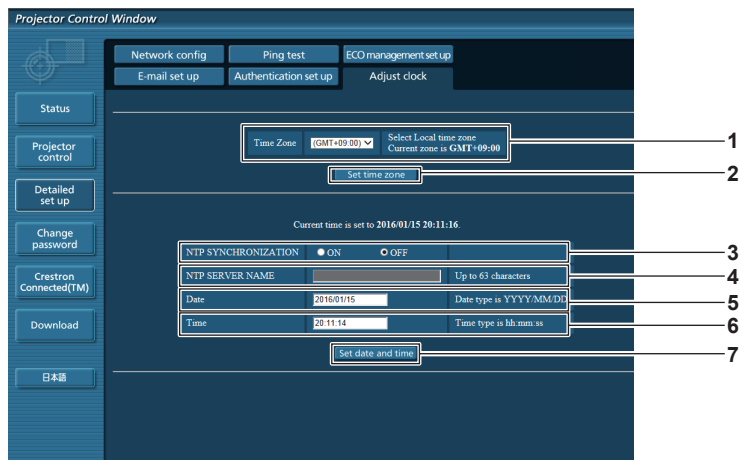 Projector Control Window
Network config Ping test ECO management set up
E-mail set up Authentication set up Adjust clock
Status
Projector
control
Detailed
set up
Change
password
Crestron
Connected(TM)
Download
日本語
Time Zone (GMT+09:00) Select Local time zone
Current zone is GMT+09:00
1
Set time zone
2
Current time is set to 2016/01/15 20:11:16.
NTP SYNCHRONIZATION ON OFF
3
NTP SERVER NAME Up to 63 characters
4
Date 2016/01/15 Date type is YYYY/MM/DD
5
Time 20:11:14 Time type is hh:mm:ss
6
Set date and time
7